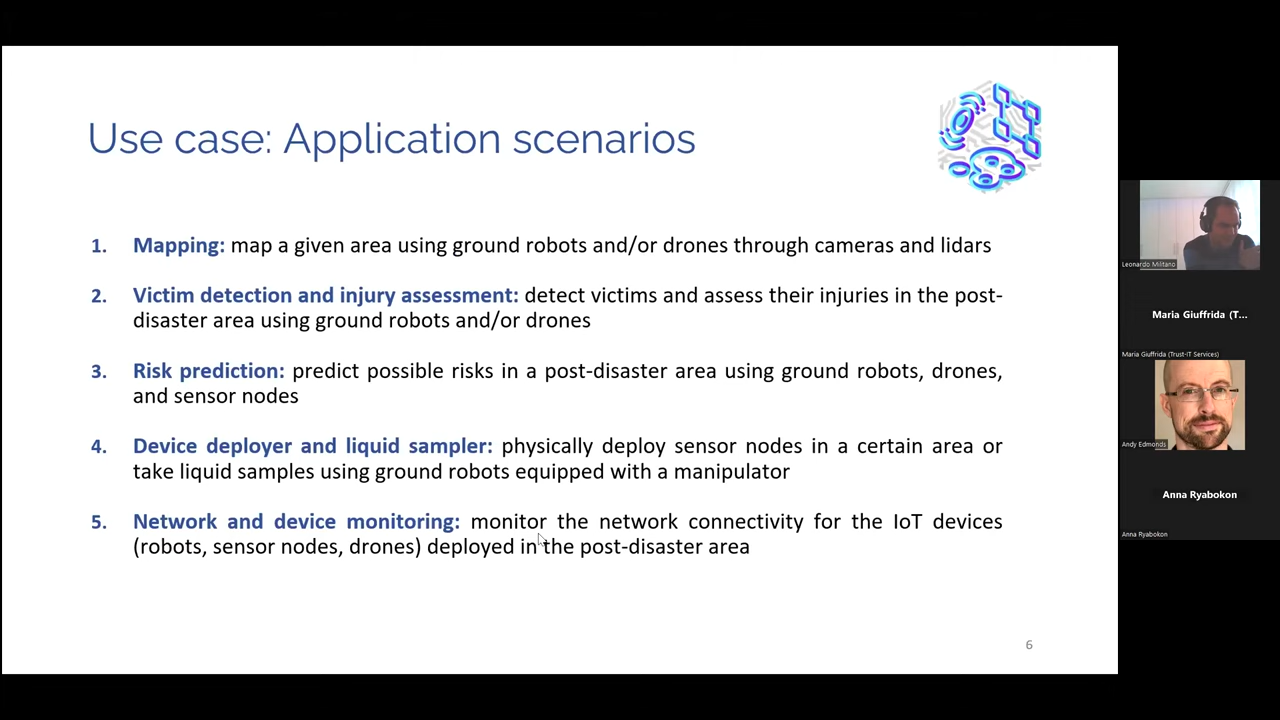 Use case: Application scenarios
1. Mapping: map a given area using ground robots and/or drones through cameras and lidars
2. Victim detection and injury assessment: detect victims and assess their injuries in the post-
disaster area using ground robots and/or drones
3. Risk prediction: predict possible risks in a post-disaster area using ground robots, drones,
and sensor nodes
4. Device deployer and liquid sampler: physically deploy sensor nodes in a certain area or
take liquid samples using ground robots equipped with a manipulator
5. Network and device monitoring: monitor the network connectivity for the IoT devices
(robots, sensor nodes, drones) deployed in the post-disaster area
6
Leonardo Militano
Maria Giuffrida (T...
Maria Giuffrida (Trust-IT Services)
Andy Edmonds
Anna Ryabokon
Anna Ryabokon